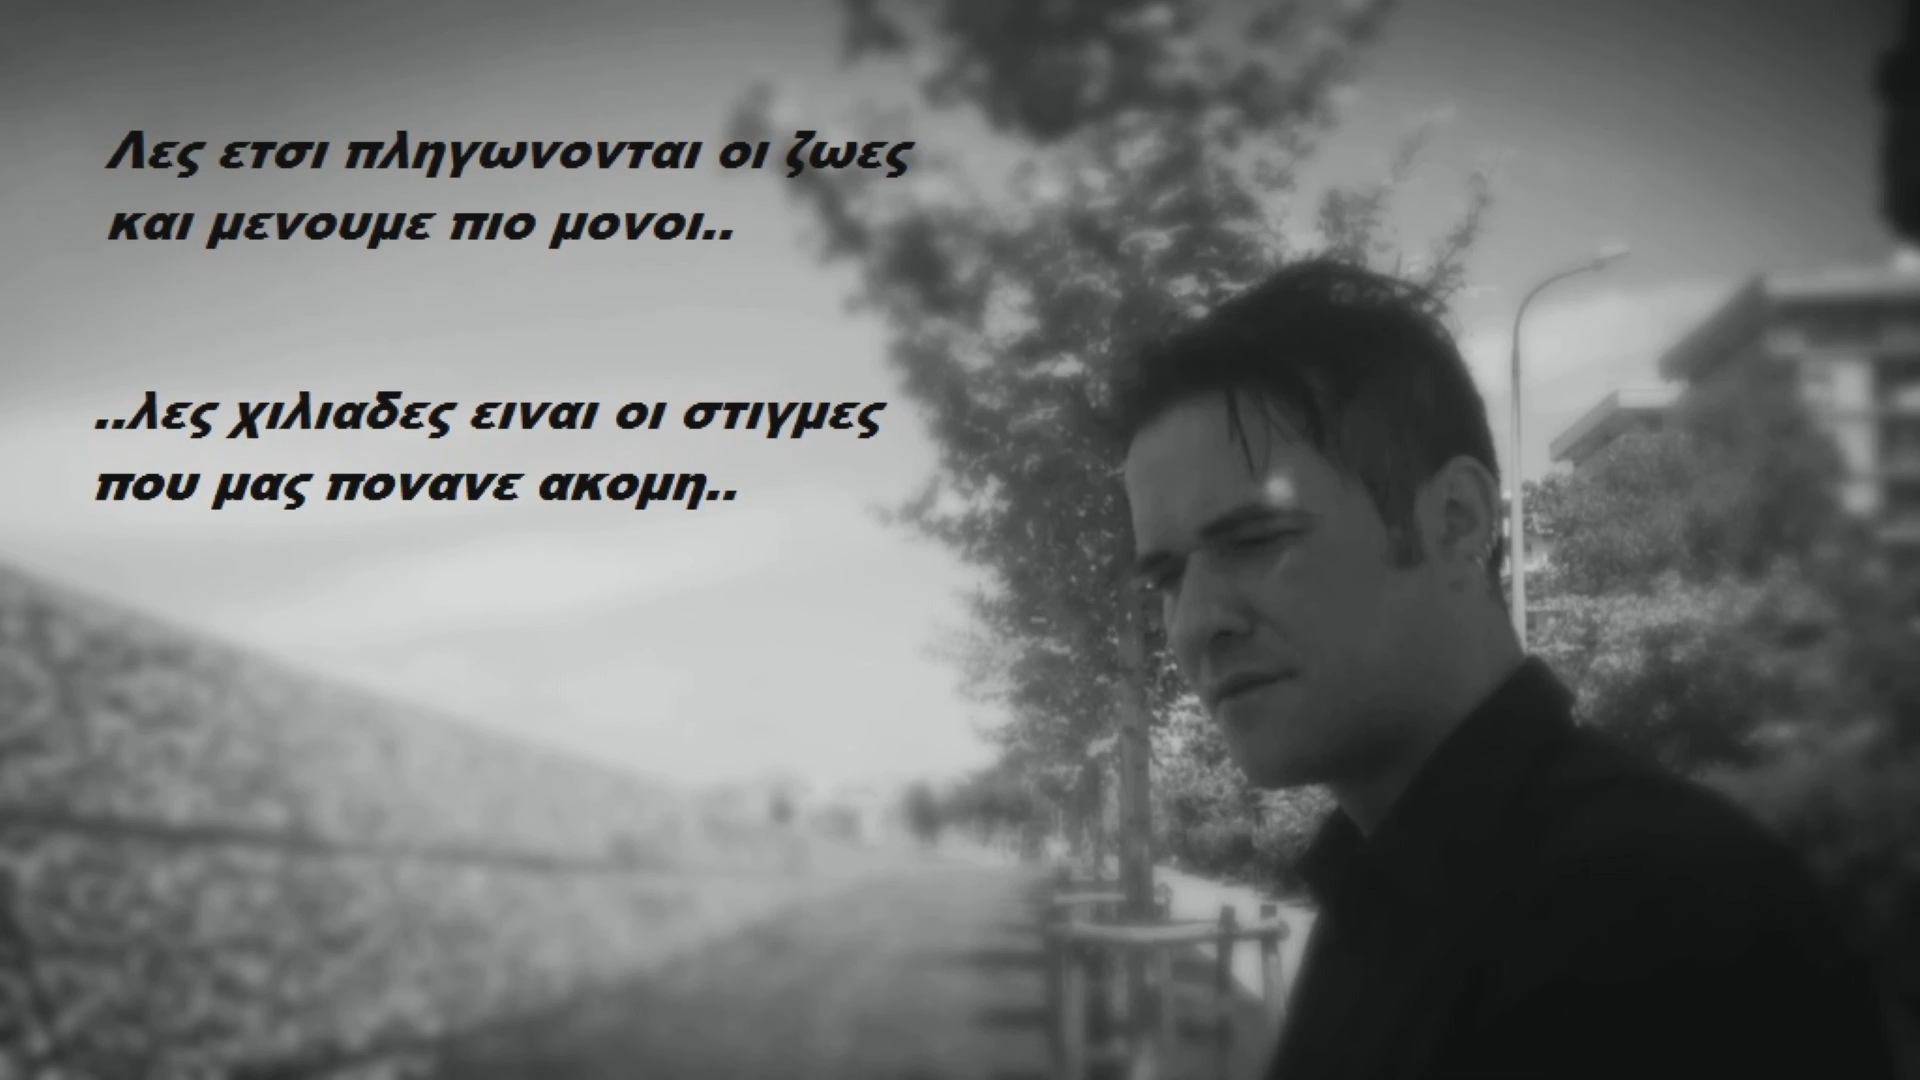 Λες ετσι πληγωνονται οι ζωες
και μενουμε πιο μονοι..
..λες χιλιαδες ειναι οι στιγμες
που μας πονανε ακομη..